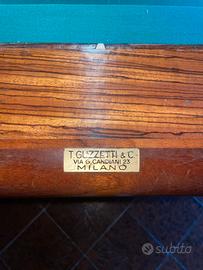 T. GUZZETTI & C.
VIA G. CANDIANI 23
MILANO
subito